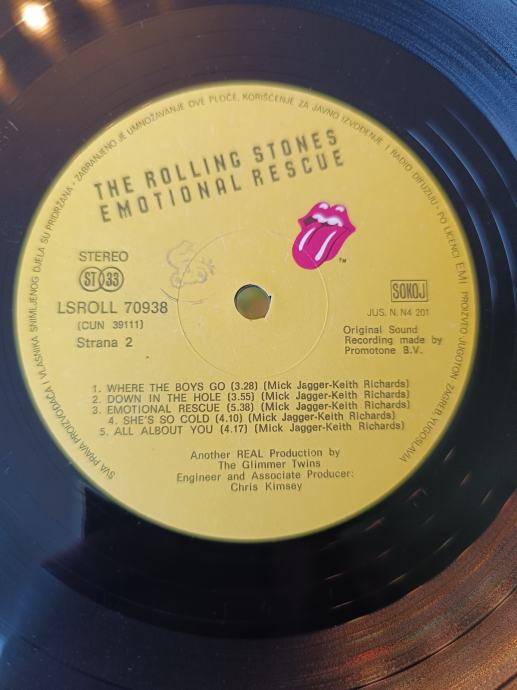 SVA PRAVA PROIZVOĐAČA I VLASNIKA SNIMLJENOG DJELA SU PRIDRŽANA • ZABRANJENO JE UMNOŽAVANJE OVE PLOČE, KORIŠĆENJE ZA JAVNO IZVOĐENJE I RADIO DIFUZIJU • PO LICENCI EMI PROIZVEO JUGOTON ZAGREB, YUGOSLAVIA
THE ROLLING STONES
EMOTIONAL RESCUE
TM
STEREO
ST 33
LSROLL 70938
(CUN 39111)
Strana 2
SOKOJ
JUS. N. N4 201
Original Sound
Recording made by
Promotone B.V.
1. WHERE THE BOYS GO (3.28) (Mick Jagger-Keith Richards)
2. DOWN IN THE HOLE (3.55) (Mick Jagger-Keith Richards)
3. EMOTIONAL RESCUE (5.38) (Mick Jagger-Keith Richards)
4. SHE'S SO COLD (4.10) (Mick Jagger-Keith Richards)
5. ALL ALBOUT YOU (4.17) (Mick Jagger-Keith Richards)
Another REAL Production by
The Glimmer Twins
Engineer and Associate Producer:
Chris Kimsey